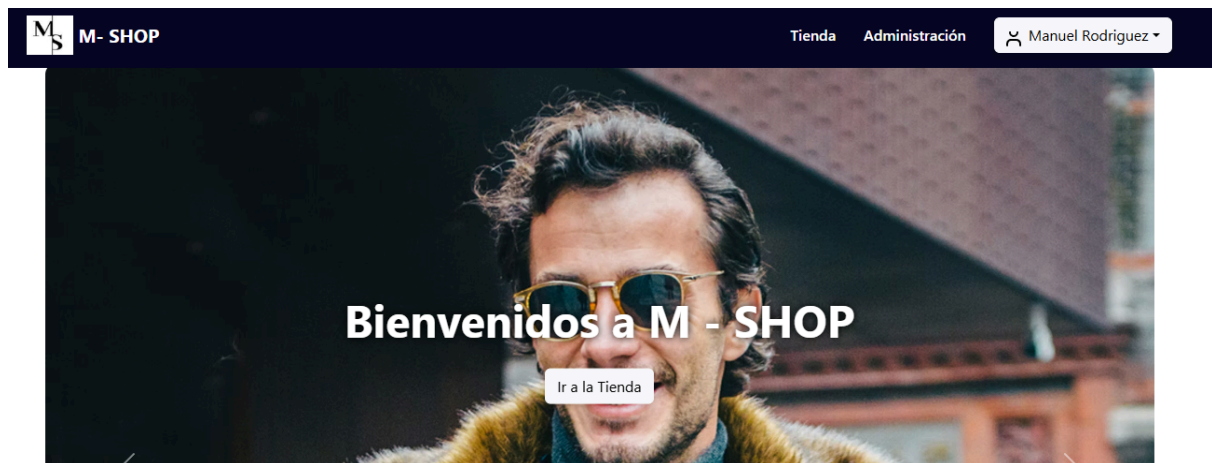 MS M- SHOP Tienda Administración Manuel Rodriguez
Bienvenidos a M - SHOP
Ir a la Tienda